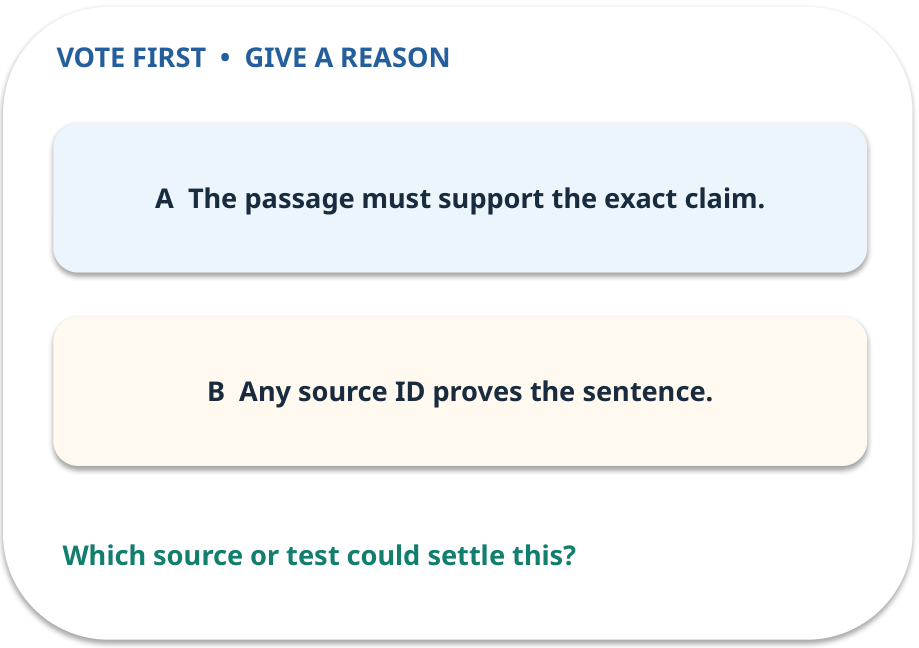 VOTE FIRST • GIVE A REASON
A The passage must support the exact claim.
B Any source ID proves the sentence.
Which source or test could settle this?